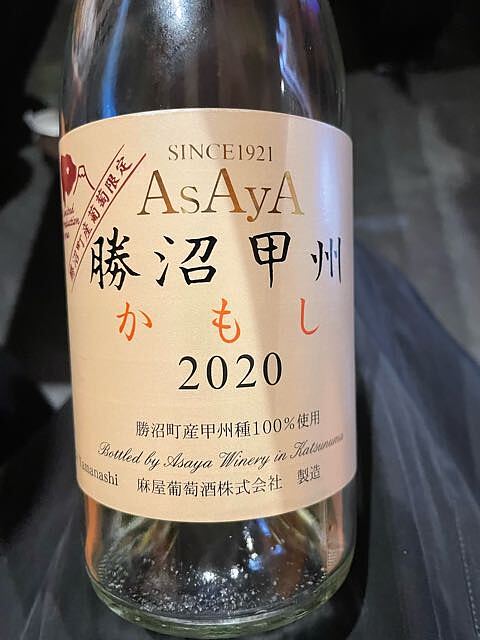 SINCE1921
AsAyA
勝沼町産葡萄限定
勝沼甲州
かもし
2020
勝沼町産甲州種100%使用
Bottled by Asaya Winery in Katsunuma
Yamanashi
麻屋葡萄酒株式会社 製造